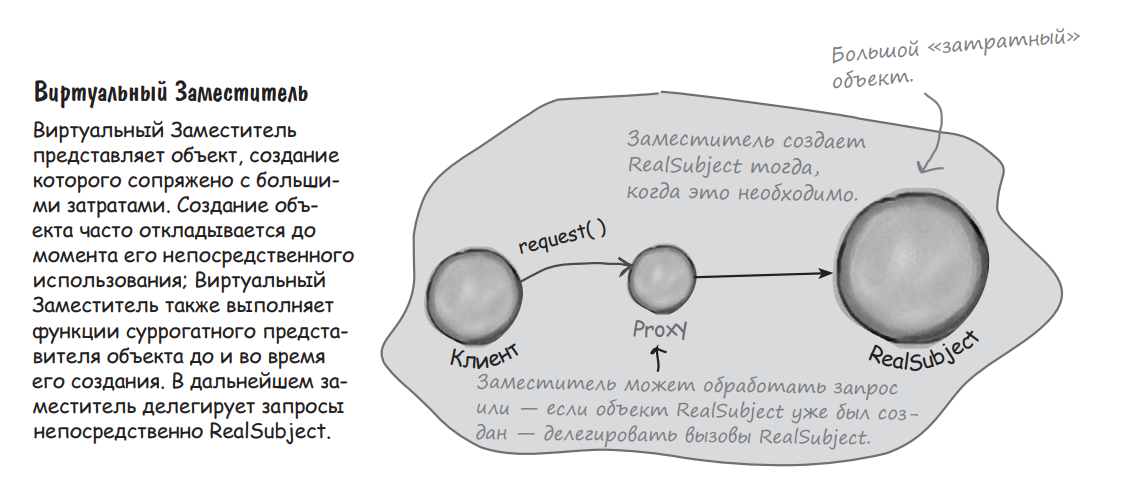 Виртуальный Заместитель
Виртуальный Заместитель
представляет объект, создание
которого сопряжено с больши-
ми затратами. Создание объ-
екта часто откладывается до
момента его непосредственного
использования; Виртуальный
Заместитель также выполняет
функции суррогатного предста-
вителя объекта до и во время
его создания. В дальнейшем за-
меститель делегирует запросы
непосредственно RealSubject.
Большой «затратный»
объект.
Заместитель создает
RealSubject тогда,
когда это необходимо.
request( )
Клиент
Proxy
RealSubject
Заместитель может обработать запрос
или — если объект RealSubject уже был соз-
дан — делегировать вызовы RealSubject.